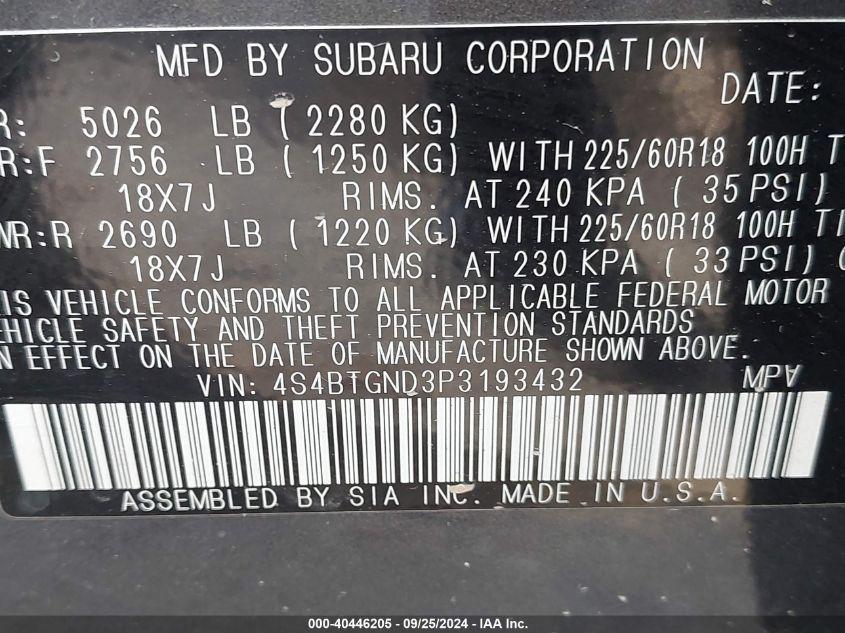 MFD BY SUBARU CORPORATION
DATE:
R: 5026 LB ( 2280 KG)
R:F 2756 LB ( 1250 KG) WITH 225/60R18 100H T
18X7J RIMS. AT 240 KPA ( 35 PSI)
WR:R 2690 LB ( 1220 KG) WITH 225/60R18 100H TI
18X7J RIMS. AT 230 KPA ( 33 PSI) C
IS VEHICLE CONFORMS TO ALL APPLICABLE FEDERAL MOTOR
EHICLE SAFETY AND THEFT PREVENTION STANDARDS
N EFFECT ON THE DATE OF MANUFACTURE SHOWN ABOVE.
VIN: 4S4BTGND3P3193432 MPV
ASSEMBLED BY SIA INC. MADE IN U.S.A.
000-40446205 - 09/25/2024 - IAA Inc.